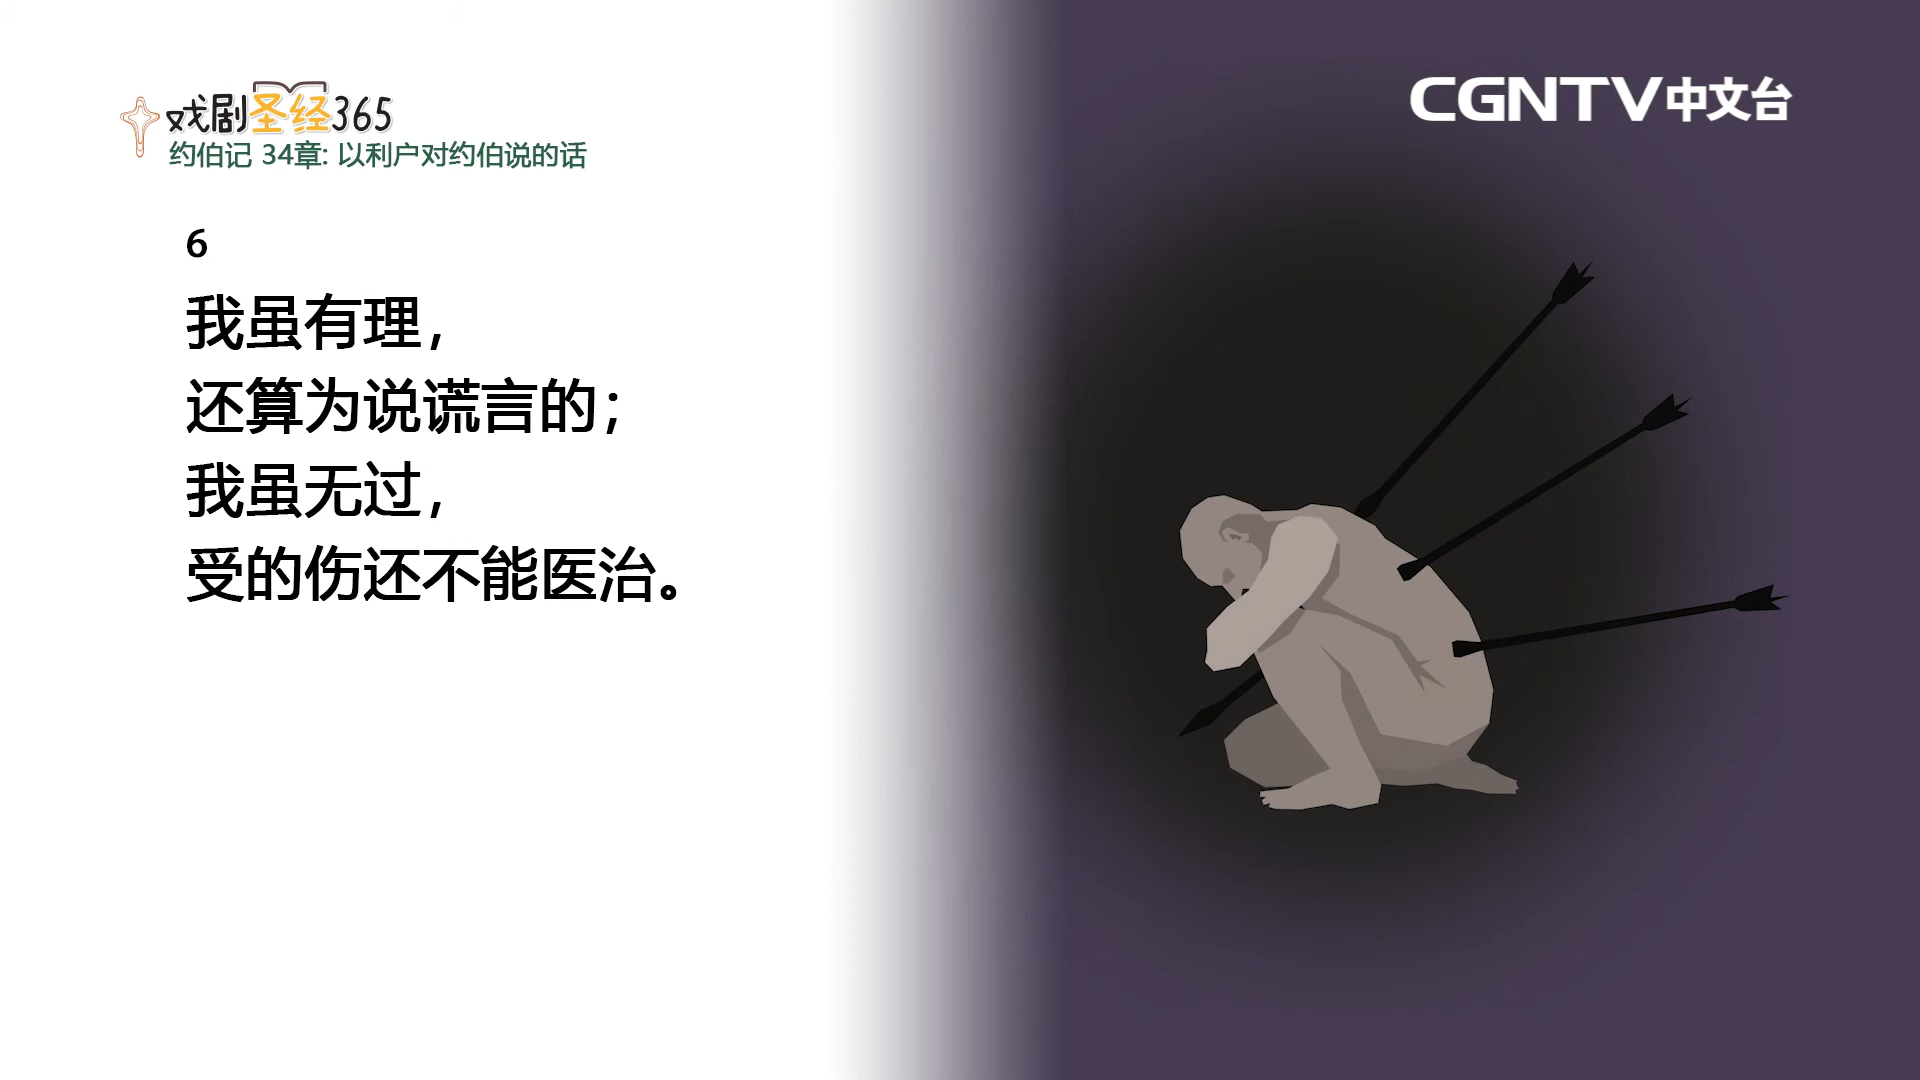 戏剧圣经365
CGNTV中文台
约伯记 34章: 以利户对约伯说的话
6
我虽有理，
还算为说谎言的；
我虽无过，
受的伤还不能医治。